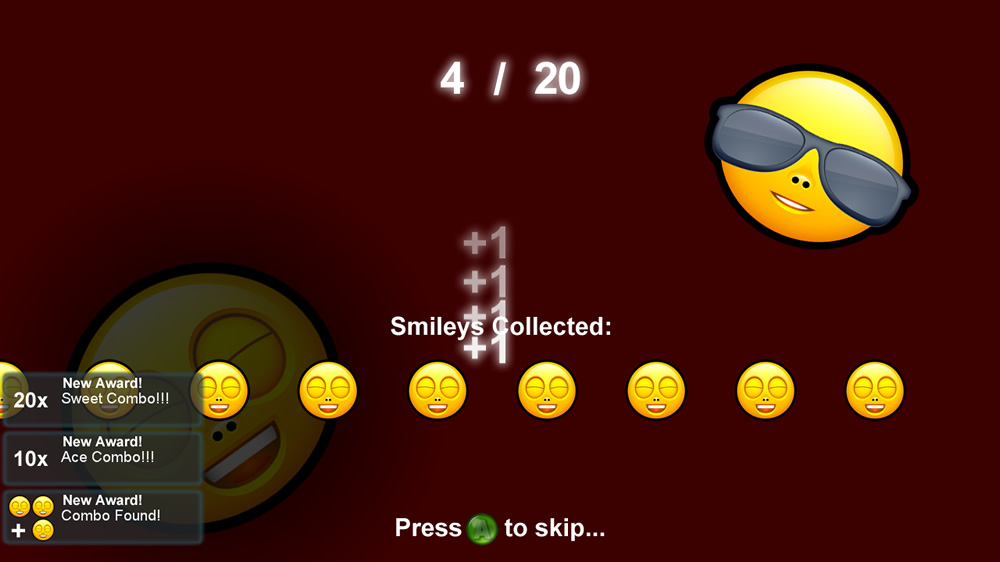 4 / 20
+1
+1
+1
Smileys Collected:
+1
20x
New Award!
Sweet Combo!!!
10x
New Award!
Ace Combo!!!
+
New Award!
Combo Found!
Press A to skip...